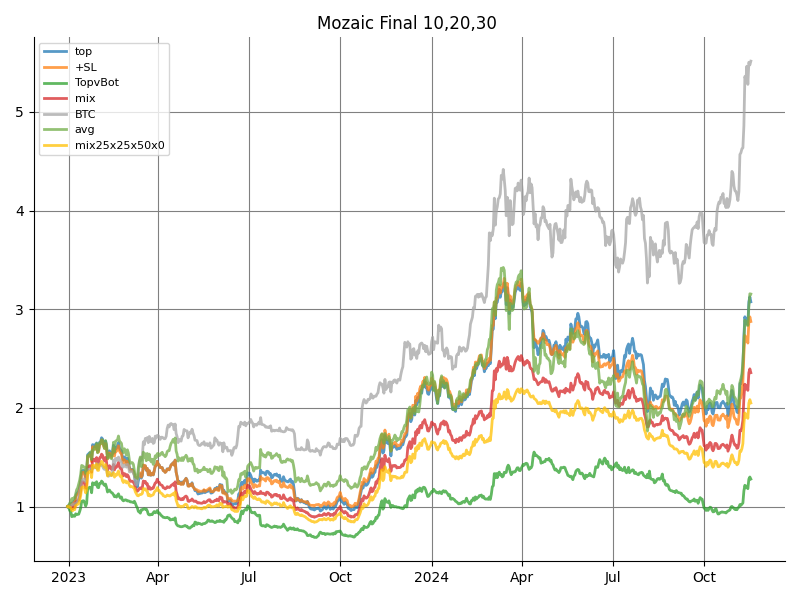 Mozaic Final 10,20,30
top
+SL
TopvBot
mix
BTC
avg
mix25x25x50x0
5
4
3
2
1
2023 Apr Jul Oct 2024 Apr Jul Oct